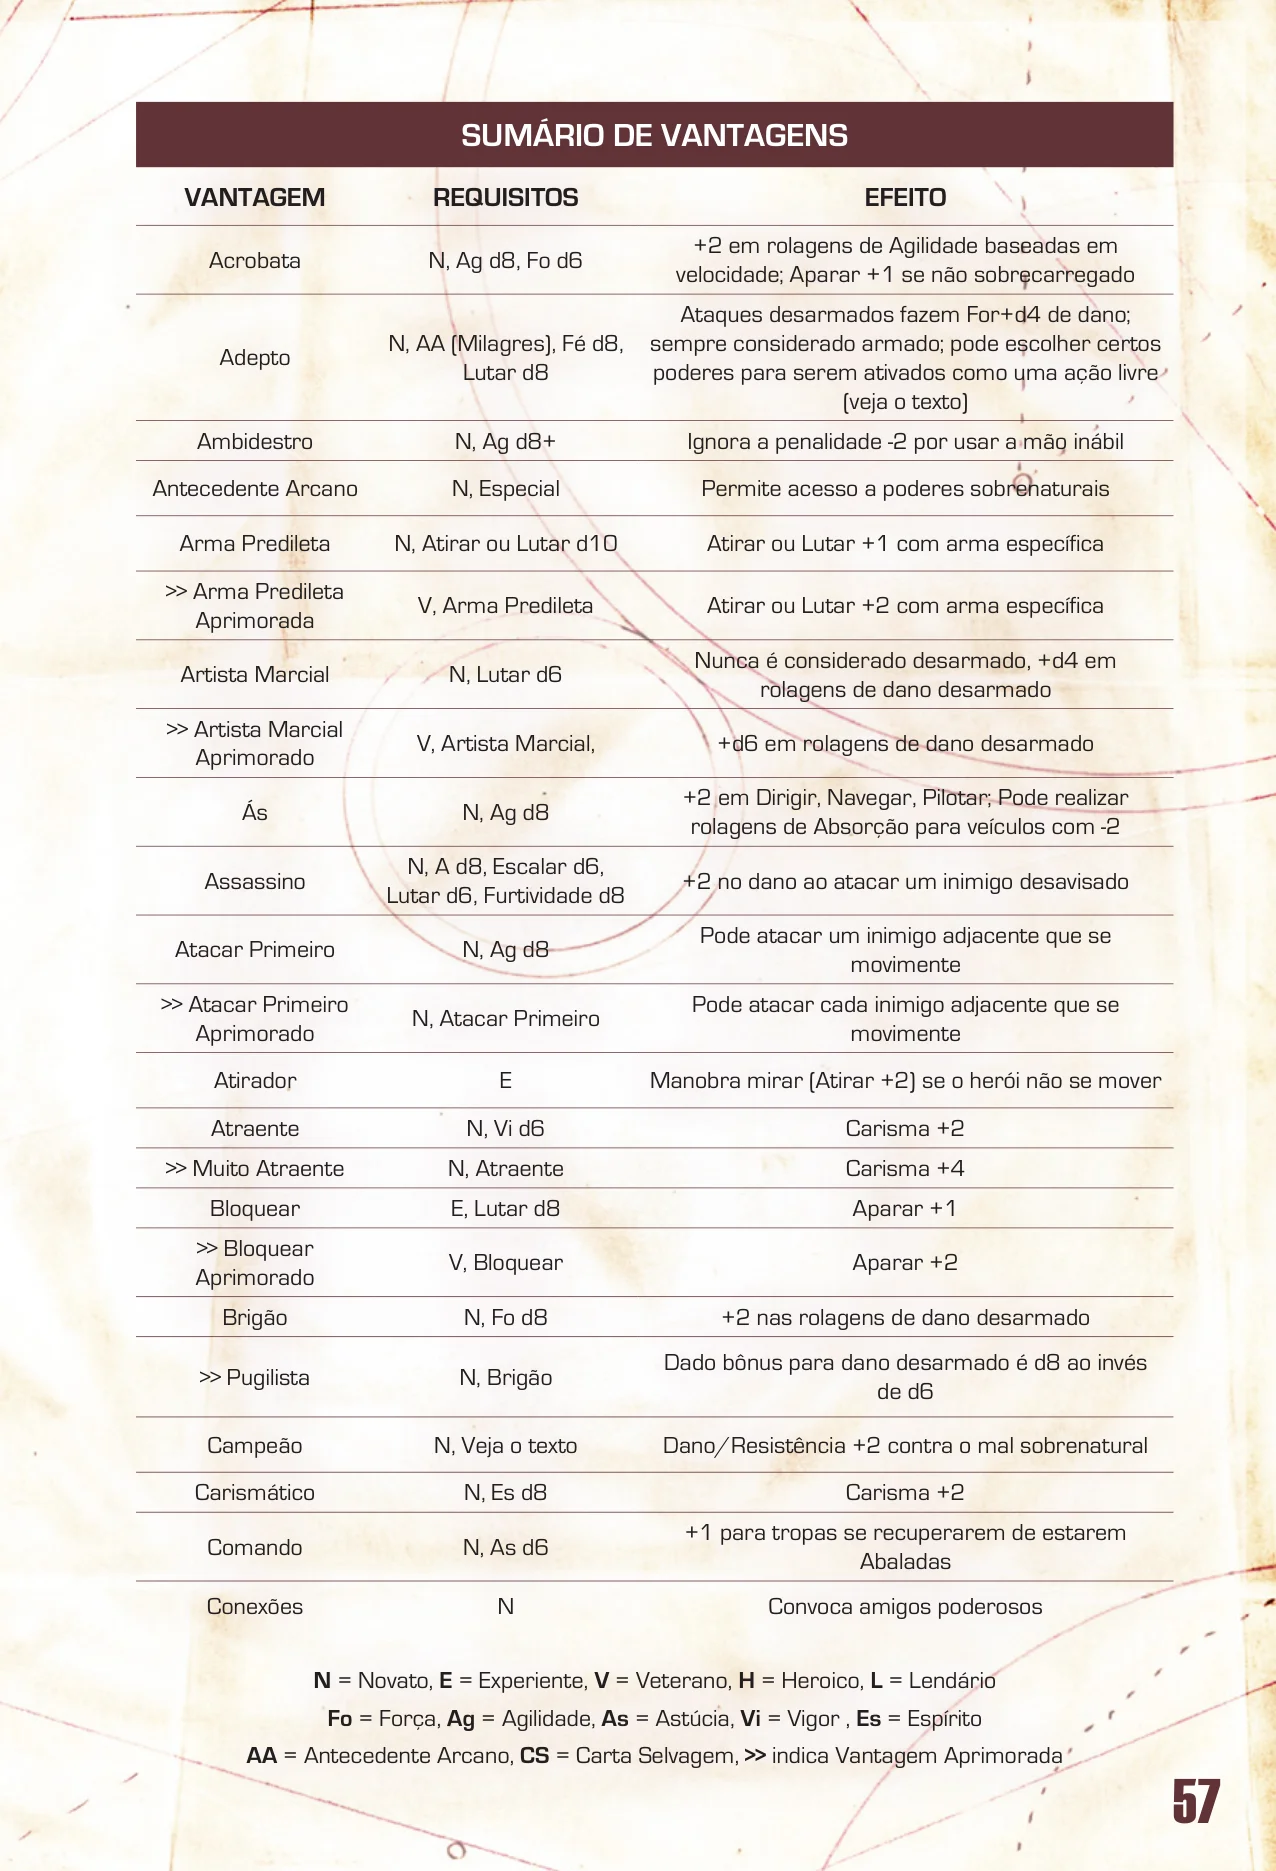 SUMÁRIO DE VANTAGENS
VANTAGEM REQUISITOS EFEITO
Acrobata N, Ag d8, Fo d6 +2 em rolagens de Agilidade baseadas em
velocidade; Aparar +1 se não sobrecarregado
Adepto N, AA (Milagres), Fé d8,
Lutar d8 Ataques desarmados fazem For+d4 de dano;
sempre considerado armado; pode escolher certos
poderes para serem ativados como uma ação livre
(veja o texto)
Ambidestro N, Ag d8+ Ignora a penalidade -2 por usar a mão inábil
Antecedente Arcano N, Especial Permite acesso a poderes sobrenaturais
Arma Predileta N, Atirar ou Lutar d10 Atirar ou Lutar +1 com arma específica
>> Arma Predileta
Aprimorada V, Arma Predileta Atirar ou Lutar +2 com arma específica
Artista Marcial N, Lutar d6 Nunca é considerado desarmado, +d4 em
rolagens de dano desarmado
>> Artista Marcial
Aprimorado V, Artista Marcial, +d6 em rolagens de dano desarmado
Ás N, Ag d8 +2 em Dirigir, Navegar, Pilotar; Pode realizar
rolagens de Absorção para veículos com -2
Assassino N, A d8, Escalar d6,
Lutar d6, Furtividade d8 +2 no dano ao atacar um inimigo desavisado
Atacar Primeiro N, Ag d8 Pode atacar um inimigo adjacente que se
movimente
>> Atacar Primeiro
Aprimorado N, Atacar Primeiro Pode atacar cada inimigo adjacente que se
movimente
Atirador E Manobra mirar (Atirar +2) se o herói não se mover
Atraente N, Vi d6 Carisma +2
>> Muito Atraente N, Atraente Carisma +4
Bloquear E, Lutar d8 Aparar +1
>> Bloquear
Aprimorado V, Bloquear Aparar +2
Brigão N, Fo d8 +2 nas rolagens de dano desarmado
>> Pugilista N, Brigão Dado bônus para dano desarmado é d8 ao invés
de d6
Campeão N, Veja o texto Dano/Resistência +2 contra o mal sobrenatural
Carismático N, Es d8 Carisma +2
Comando N, As d6 +1 para tropas se recuperarem de estarem
Abaladas
Conexões N Convoca amigos poderosos
N = Novato, E = Experiente, V = Veterano, H = Heroico, L = Lendário
Fo = Força, Ag = Agilidade, As = Astúcia, Vi = Vigor , Es = Espírito
AA = Antecedente Arcano, CS = Carta Selvagem, >> indica Vantagem Aprimorada
57